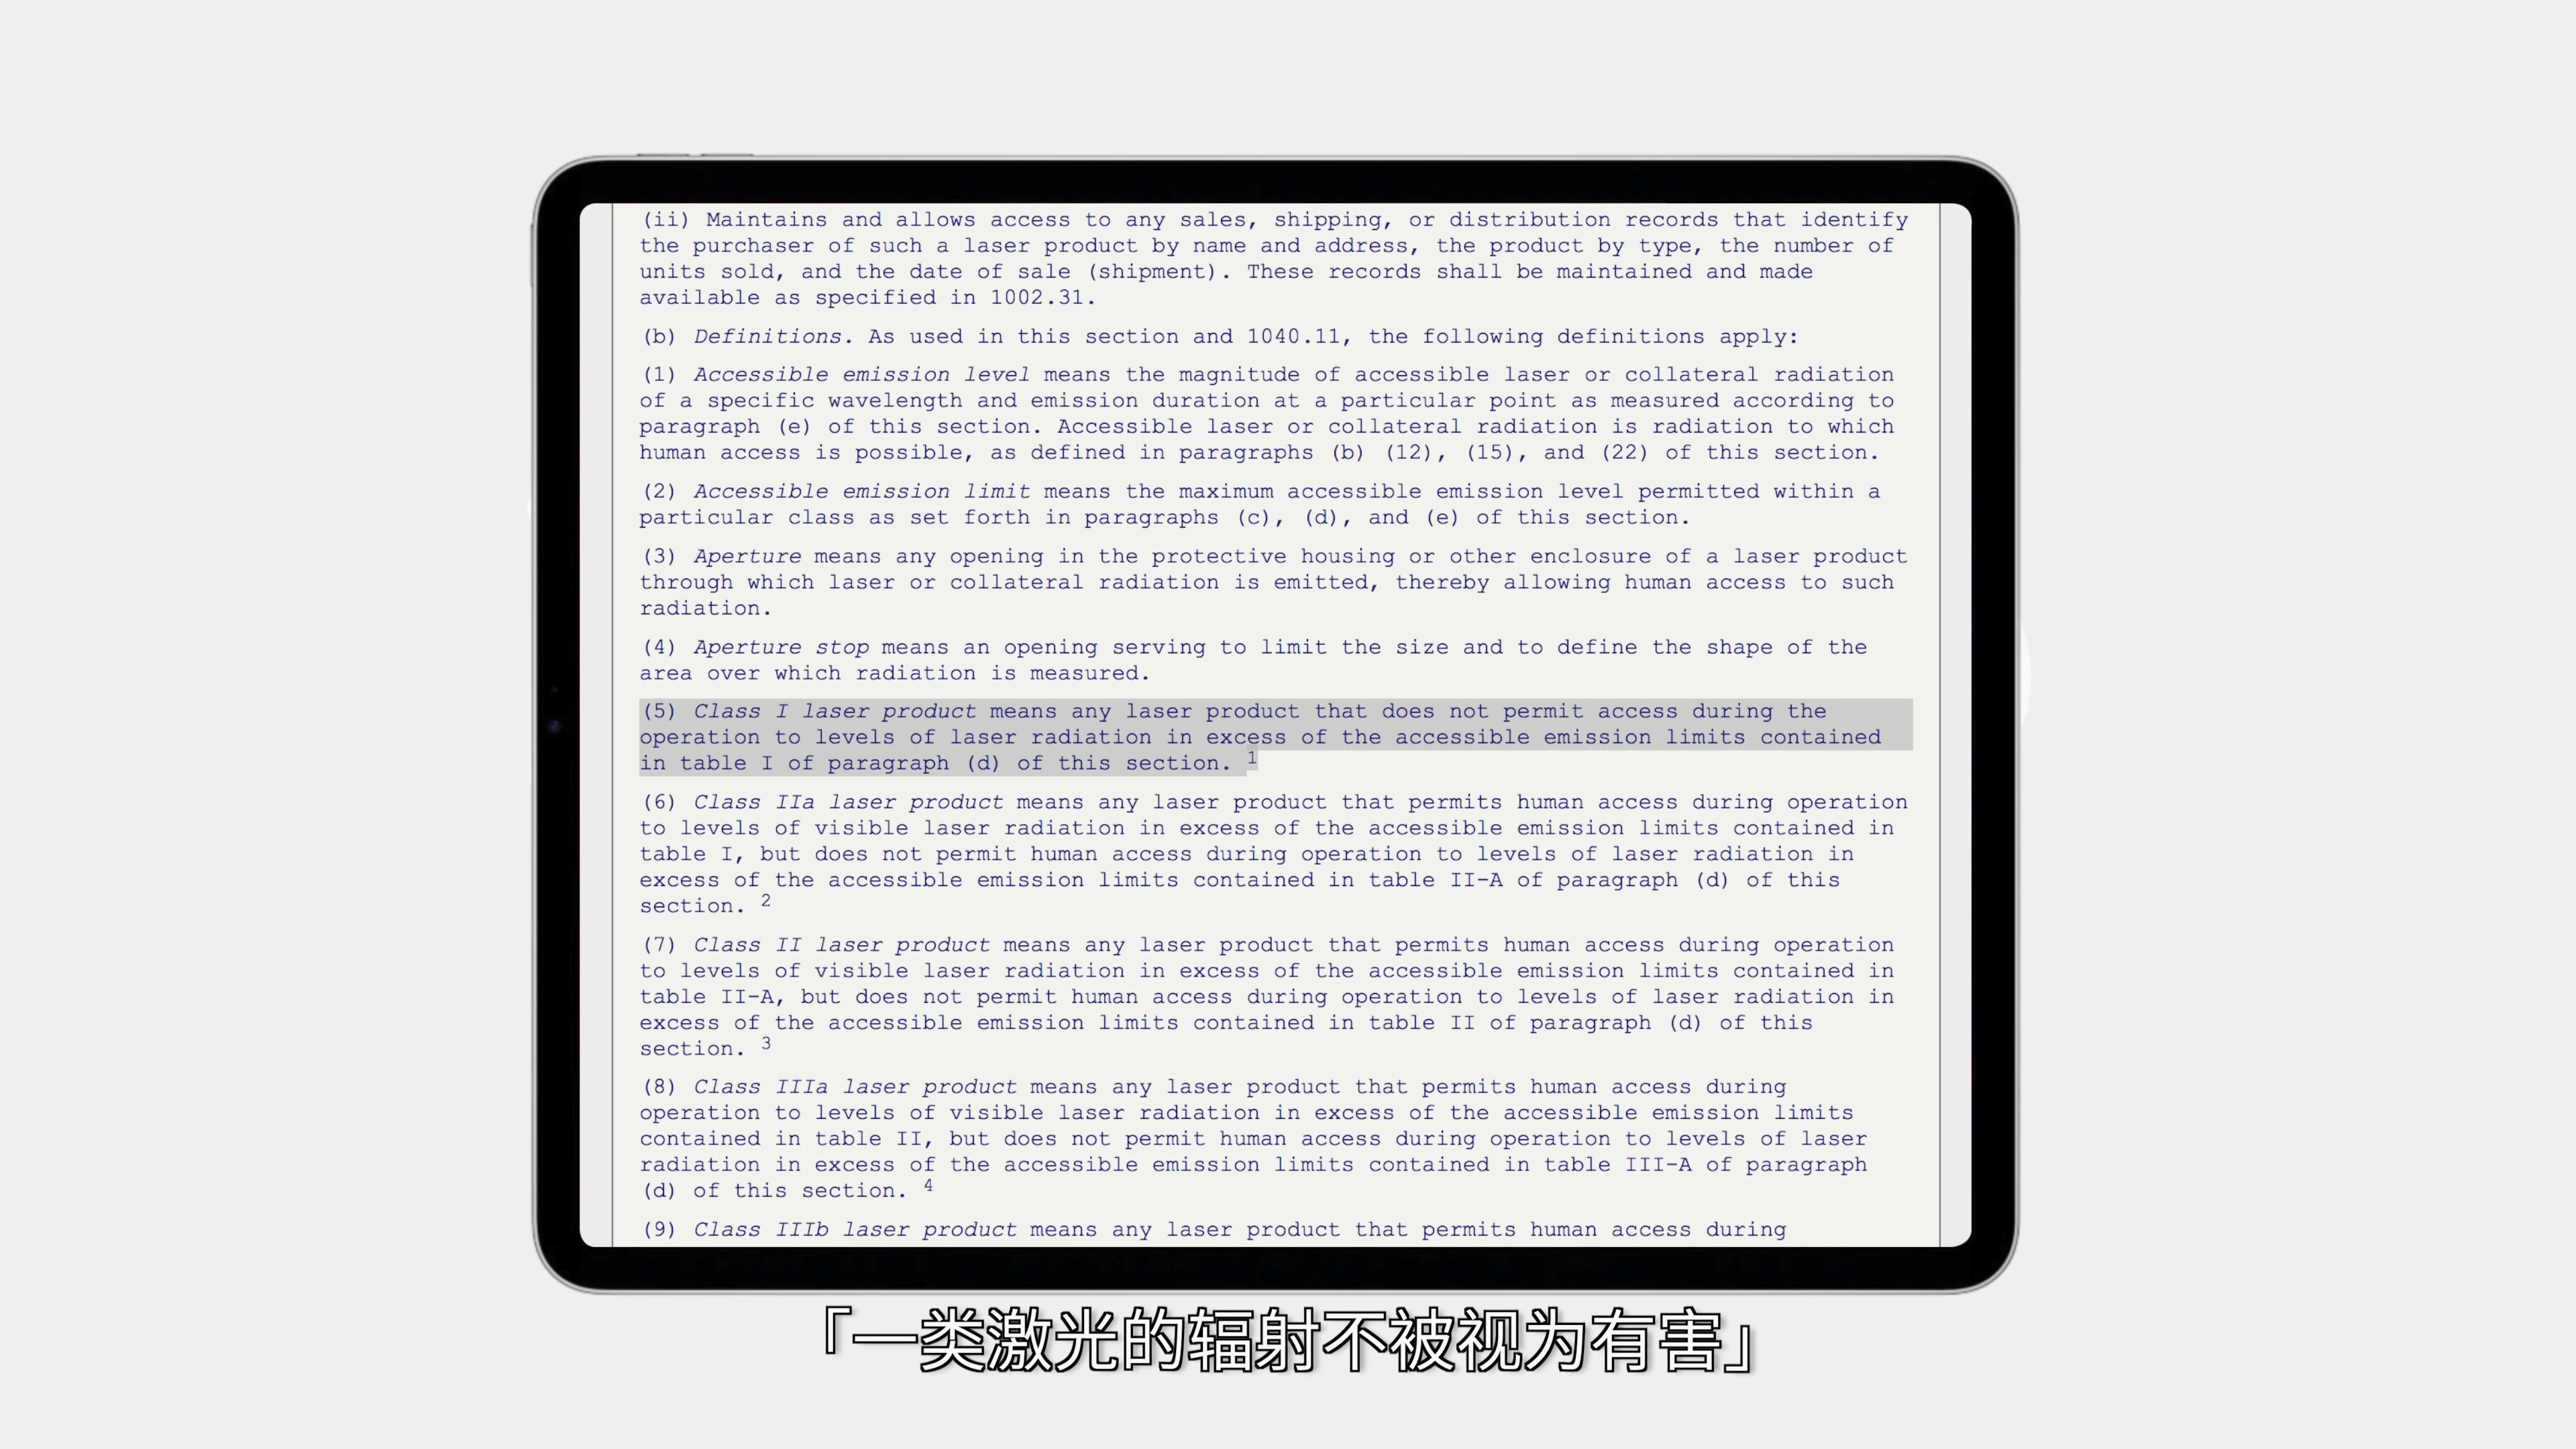 (ii) Maintains and allows access to any sales, shipping, or distribution records that identify
the purchaser of such a laser product by name and address, the product by type, the number of
units sold, and the date of sale (shipment). These records shall be maintained and made
available as specified in 1002.31.
(b) Definitions. As used in this section and 1040.11, the following definitions apply:
(1) Accessible emission level means the magnitude of accessible laser or collateral radiation
of a specific wavelength and emission duration at a particular point as measured according to
paragraph (e) of this section. Accessible laser or collateral radiation is radiation to which
human access is possible, as defined in paragraphs (b) (12), (15), and (22) of this section.
(2) Accessible emission limit means the maximum accessible emission level permitted within a
particular class as set forth in paragraphs (c), (d), and (e) of this section.
(3) Aperture means any opening in the protective housing or other enclosure of a laser product
through which laser or collateral radiation is emitted, thereby allowing human access to such
radiation.
(4) Aperture stop means an opening serving to limit the size and to define the shape of the
area over which radiation is measured.
(5) Class I laser product means any laser product that does not permit access during the
operation to levels of laser radiation in excess of the accessible emission limits contained
in table I of paragraph (d) of this section. 1
(6) Class IIa laser product means any laser product that permits human access during operation
to levels of visible laser radiation in excess of the accessible emission limits contained in
table I, but does not permit human access during operation to levels of laser radiation in
excess of the accessible emission limits contained in table II-A of paragraph (d) of this
section. 2
(7) Class II laser product means any laser product that permits human access during operation
to levels of visible laser radiation in excess of the accessible emission limits contained in
table II-A, but does not permit human access during operation to levels of laser radiation in
excess of the accessible emission limits contained in table II of paragraph (d) of this
section. 3
(8) Class IIIa laser product means any laser product that permits human access during
operation to levels of visible laser radiation in excess of the accessible emission limits
contained in table II, but does not permit human access during operation to levels of laser
radiation in excess of the accessible emission limits contained in table III-A of paragraph
(d) of this section. 4
(9) Class IIIb laser product means any laser product that permits human access during
「一类激光的辐射不被视为有害」